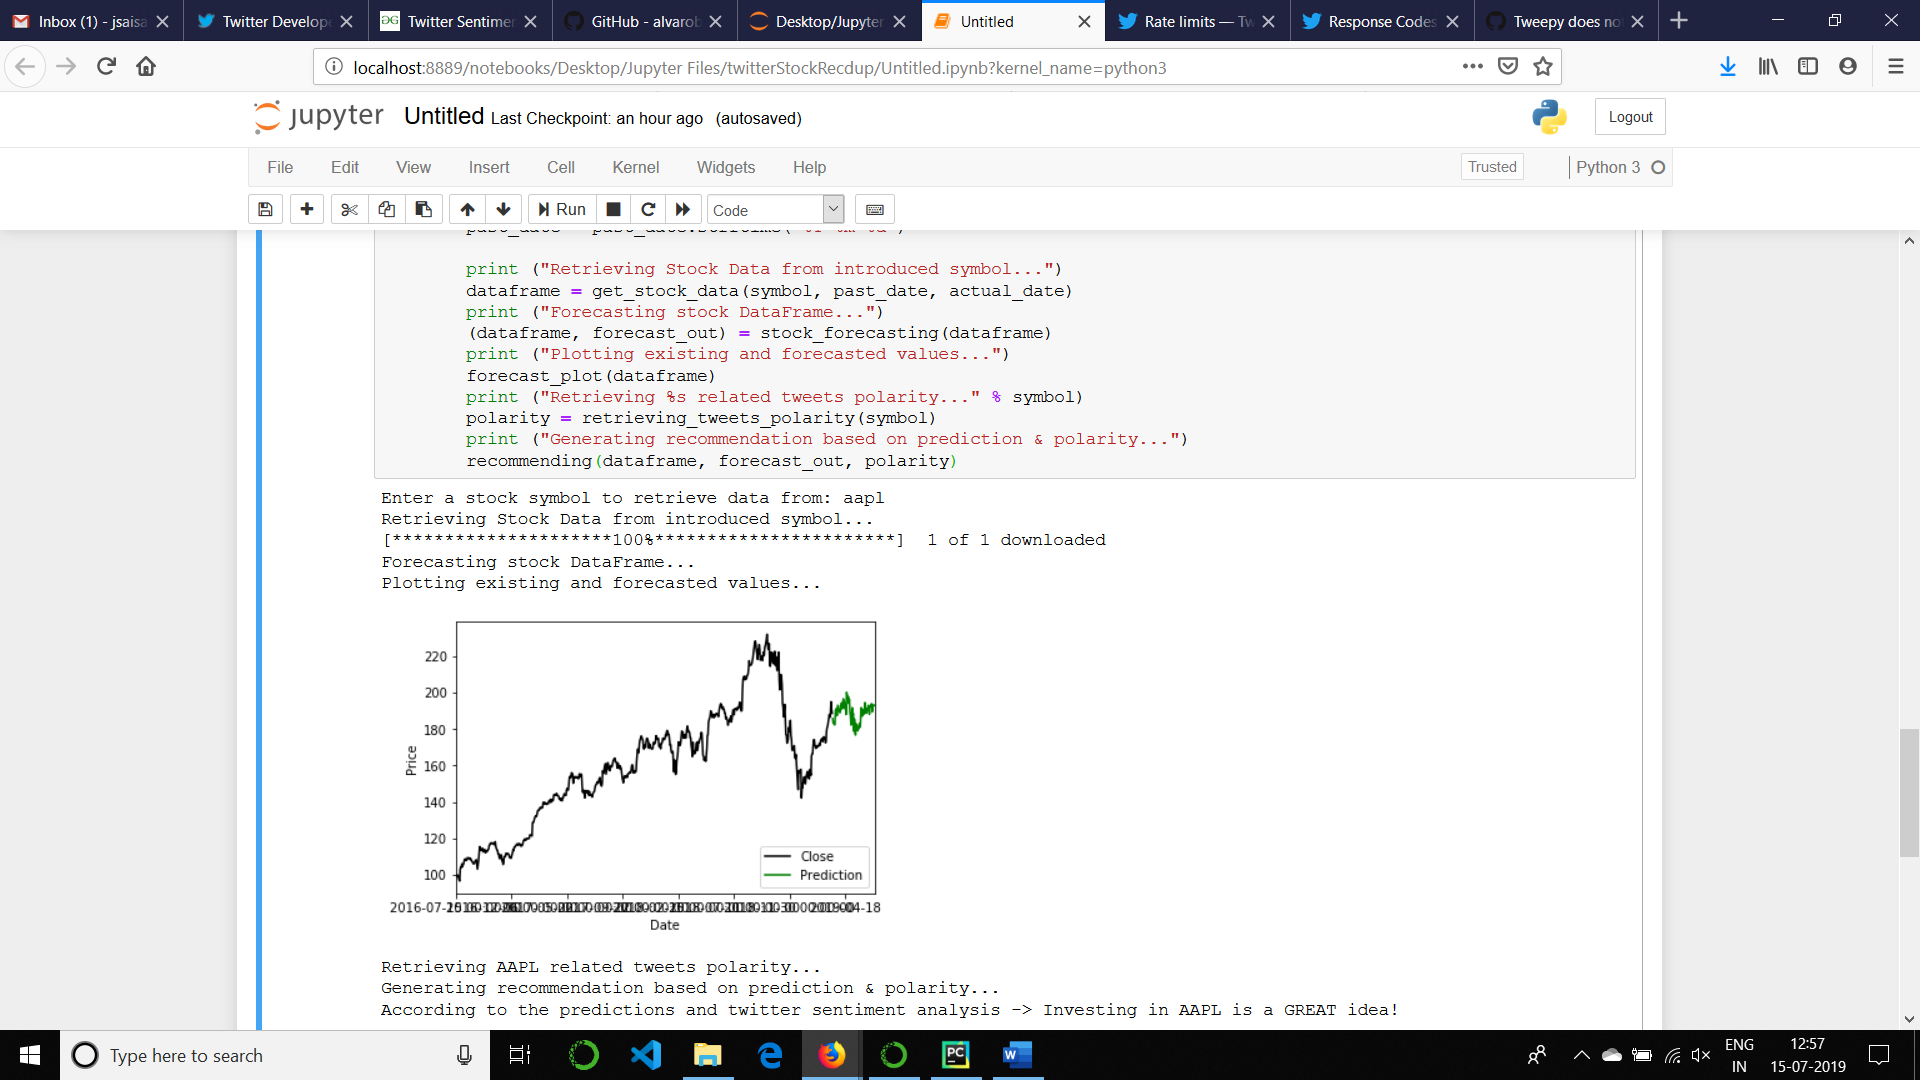 Inbox (1) - jsaisa
Twitter Develope
Twitter Sentimer
GitHub - alvarob
Desktop/Jupyter
Untitled
Rate limits — Tw
Response Codes
Tweepy does no
localhost:8889/notebooks/Desktop/Jupyter Files/twitterStockRecdup/Untitled.ipynb?kernel_name=python3
jupyter Untitled Last Checkpoint: an hour ago (autosaved)
Logout
File Edit View Insert Cell Kernel Widgets Help
Trusted
Python 3
Run
Code
print ("Retrieving Stock Data from introduced symbol...")
dataframe = get_stock_data(symbol, past_date, actual_date)
print ("Forecasting stock DataFrame...")
(dataframe, forecast_out) = stock_forecasting(dataframe)
print ("Plotting existing and forecasted values...")
forecast_plot(dataframe)
print ("Retrieving %s related tweets polarity..." % symbol)
polarity = retrieving_tweets_polarity(symbol)
print ("Generating recommendation based on prediction & polarity...")
recommending(dataframe, forecast_out, polarity)
Enter a stock symbol to retrieve data from: aapl
Retrieving Stock Data from introduced symbol...
[*********************100%***********************]  1 of 1 downloaded
Forecasting stock DataFrame...
Plotting existing and forecasted values...
220
200
180
160
140
120
100
Price
Close
Prediction
Date
Retrieving AAPL related tweets polarity...
Generating recommendation based on prediction & polarity...
According to the predictions and twitter sentiment analysis -> Investing in AAPL is a GREAT idea!
Type here to search
ENG
IN
12:57
15-07-2019